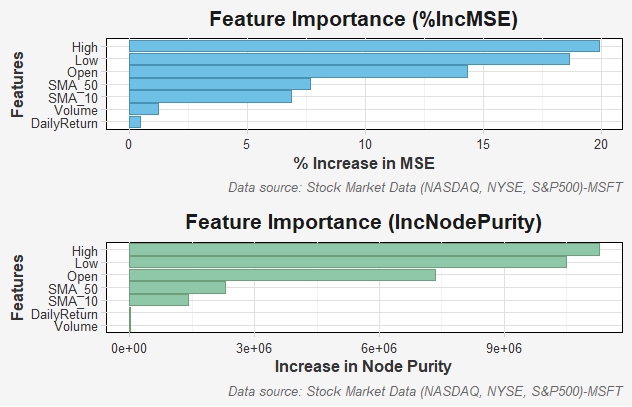 Feature Importance (%IncMSE)
Features
High
Low
Open
SMA_50
SMA_10
Volume
DailyReturn
0 5 10 15 20
% Increase in MSE
Data source: Stock Market Data (NASDAQ, NYSE, S&P500)-MSFT
Feature Importance (IncNodePurity)
Features
High
Low
Open
SMA_50
SMA_10
DailyReturn
Volume
0e+00 3e+06 6e+06 9e+06
Increase in Node Purity
Data source: Stock Market Data (NASDAQ, NYSE, S&P500)-MSFT